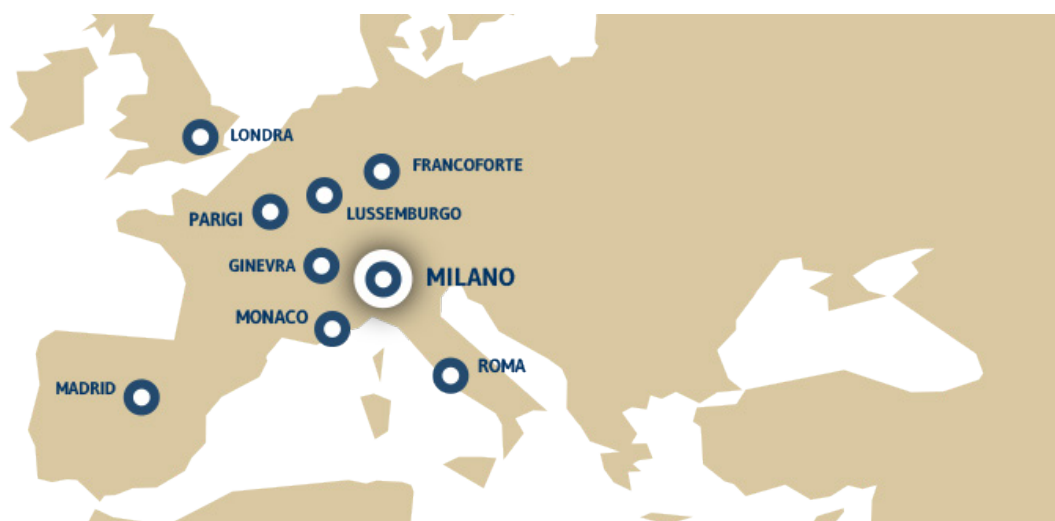 LONDRA
FRANCOFORTE
LUSSEMBURGO
PARIGI
GINEVRA
MILANO
MONACO
ROMA
MADRID